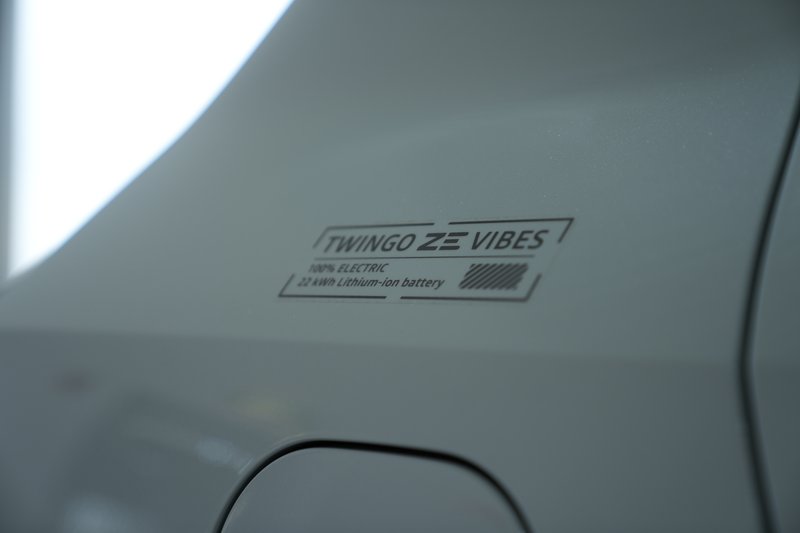 TWINGO ZE VIBES
100% ELECTRIC
22 kWh Lithium-ion battery